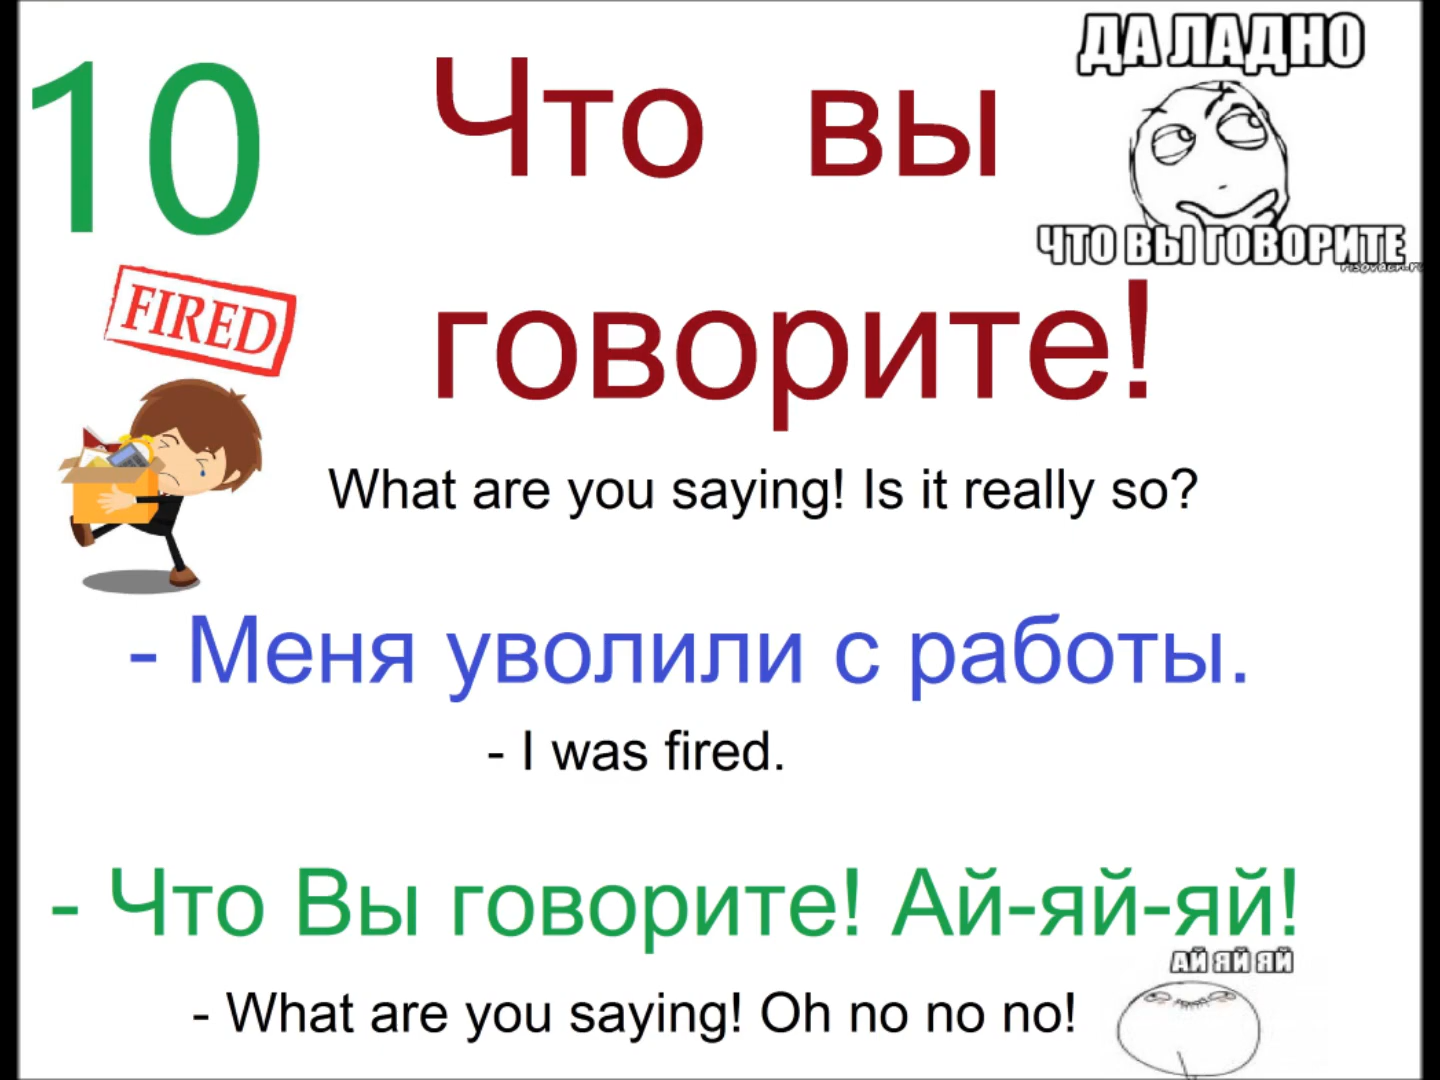 10
Что вы
говорите!
ДА ЛАДНО
ЧТО ВЫ ГОВОРИТЕ
risovach.ru
FIRED
What are you saying! Is it really so?
- Меня уволили с работы.
- I was fired.
- Что Вы говорите! Ай-яй-яй!
АЙ ЯЙ ЯЙ
- What are you saying! Oh no no no!